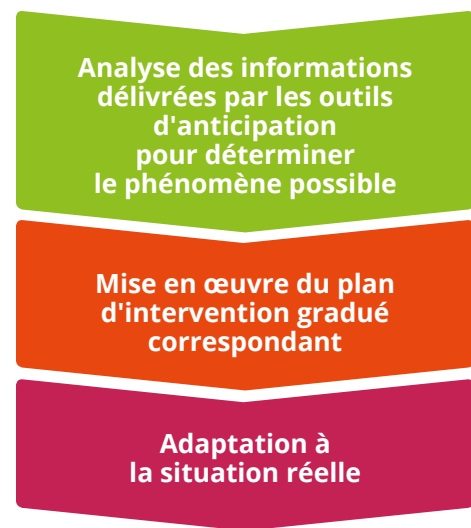 Analyse des informations
délivrées par les outils
d'anticipation
pour déterminer
le phénomène possible
Mise en œuvre du plan
d'intervention gradué
correspondant
Adaptation à
la situation réelle